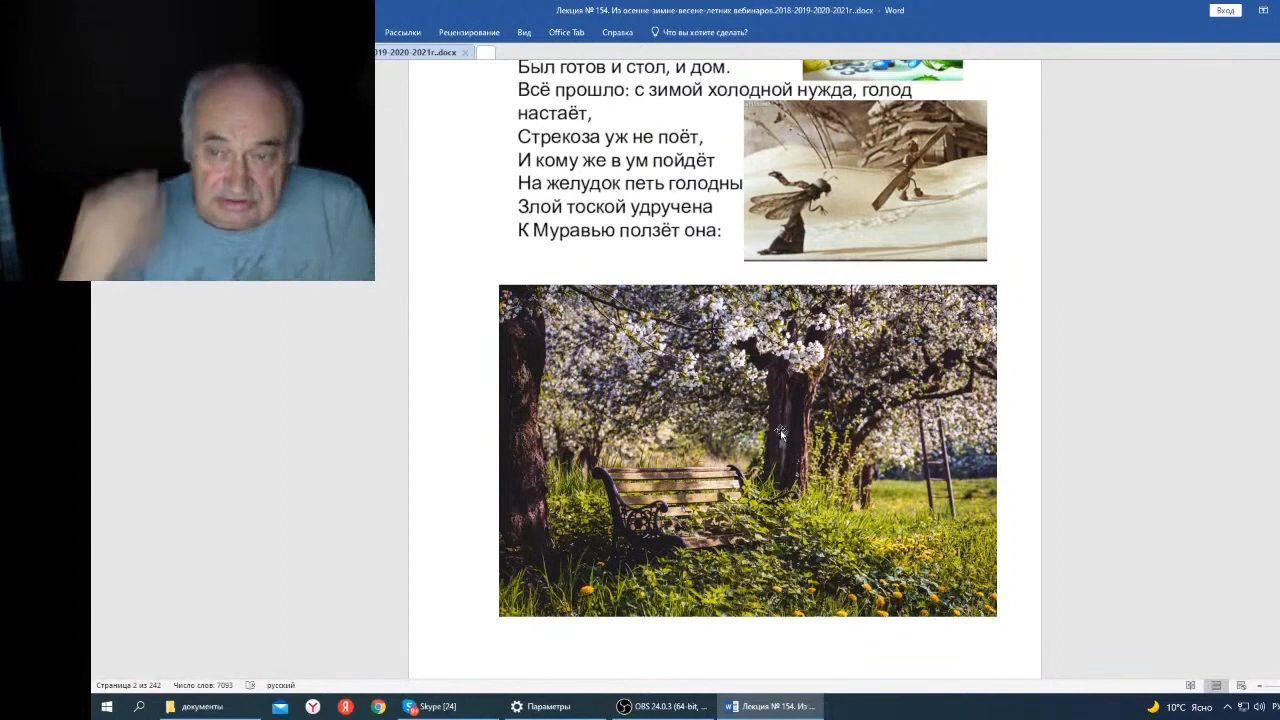 Лекция № 154. Из осенне-зимне-весене-летних вебинаров.2018-2019-2020-2021г..docx - Word
Вход
Рассылки Рецензирование Вид Office Tab Справка Что вы хотите сделать?
019-2020-2021г..docx
Был готов и стол, и дом.
Всё прошло: с зимой холодной нужда, голод
настаёт,
Стрекоза уж не поёт,
И кому же в ум пойдёт
На желудок петь голодны
Злой тоской удручена
К Муравью ползёт она:
Страница 2 из 242 Число слов: 7093 русский
документы
Skype [24]
Параметры
OBS 24.0.3 (64-bit, ...
Лекция № 154. Из ...
10°C Ясно